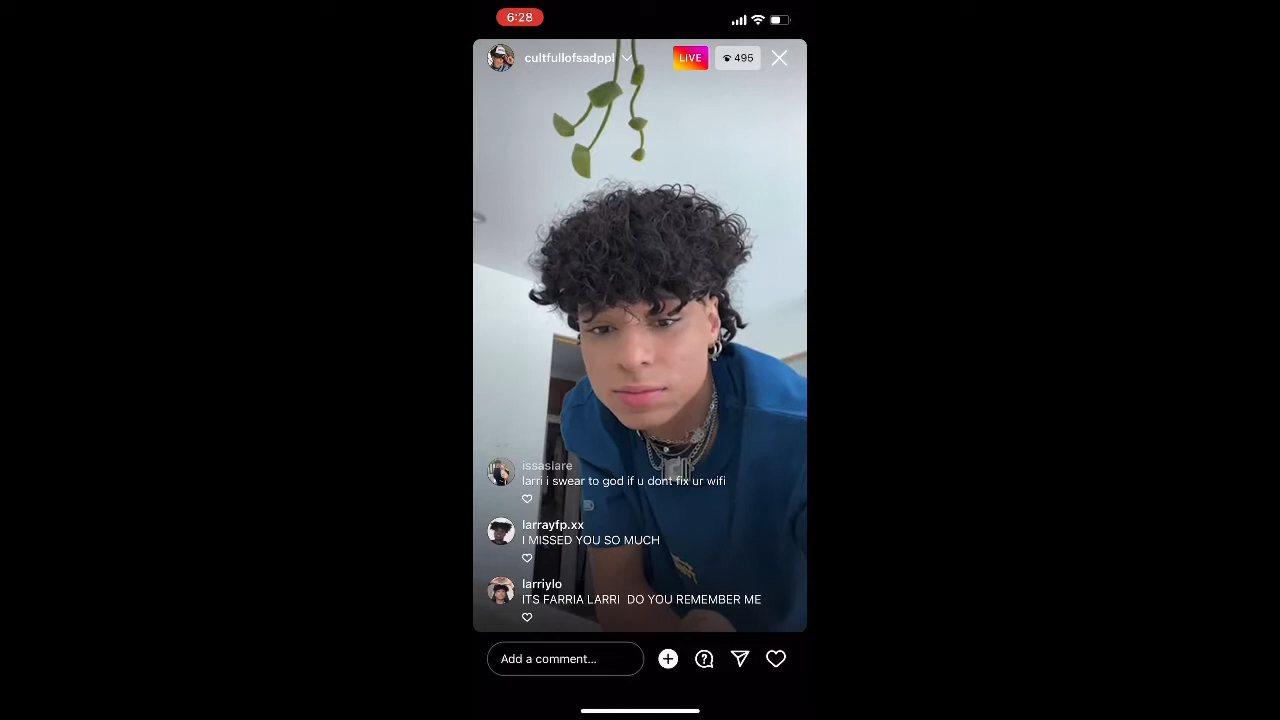 6:28
cultfullofsadppl
LIVE
495
issasiare
larri i swear to god if u dont fix ur wifi
larrayfp.xx
I MISSED YOU SO MUCH
larriylo
ITS FARRIA LARRI  DO YOU REMEMBER ME
Add a comment...